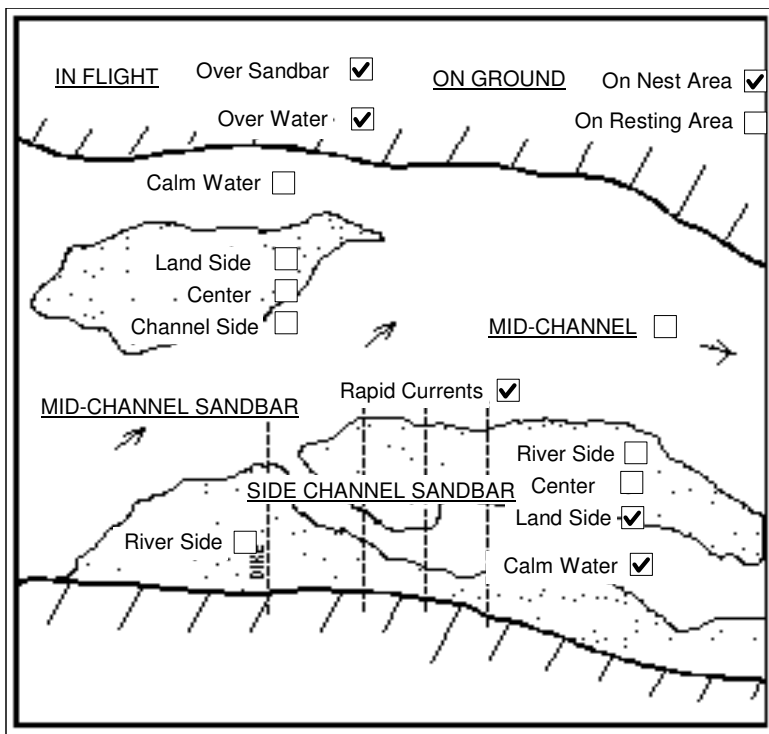 IN FLIGHT
Over Sandbar
ON GROUND
On Nest Area
Over Water
On Resting Area
Calm Water
Land Side
Center
Channel Side
MID-CHANNEL
Rapid Currents
MID-CHANNEL SANDBAR
River Side
SIDE CHANNEL SANDBAR
Center
Land Side
River Side
DIKE
Calm Water